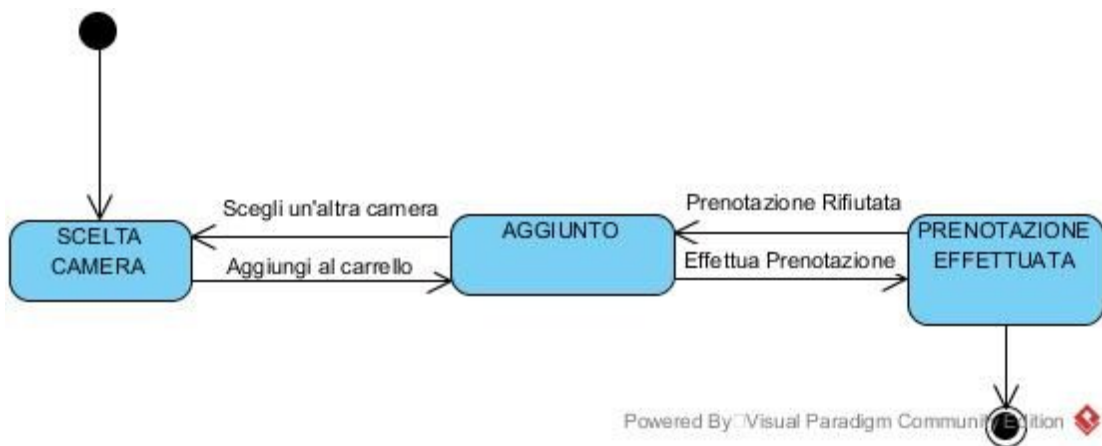 Scegli un'altra camera
Prenotazione Rifiutata
SCELTA
CAMERA
AGGIUNTO
PRENOTAZIONE
EFFETTUATA
Aggiungi al carrello
Effettua Prenotazione
Powered By Visual Paradigm Community Edition